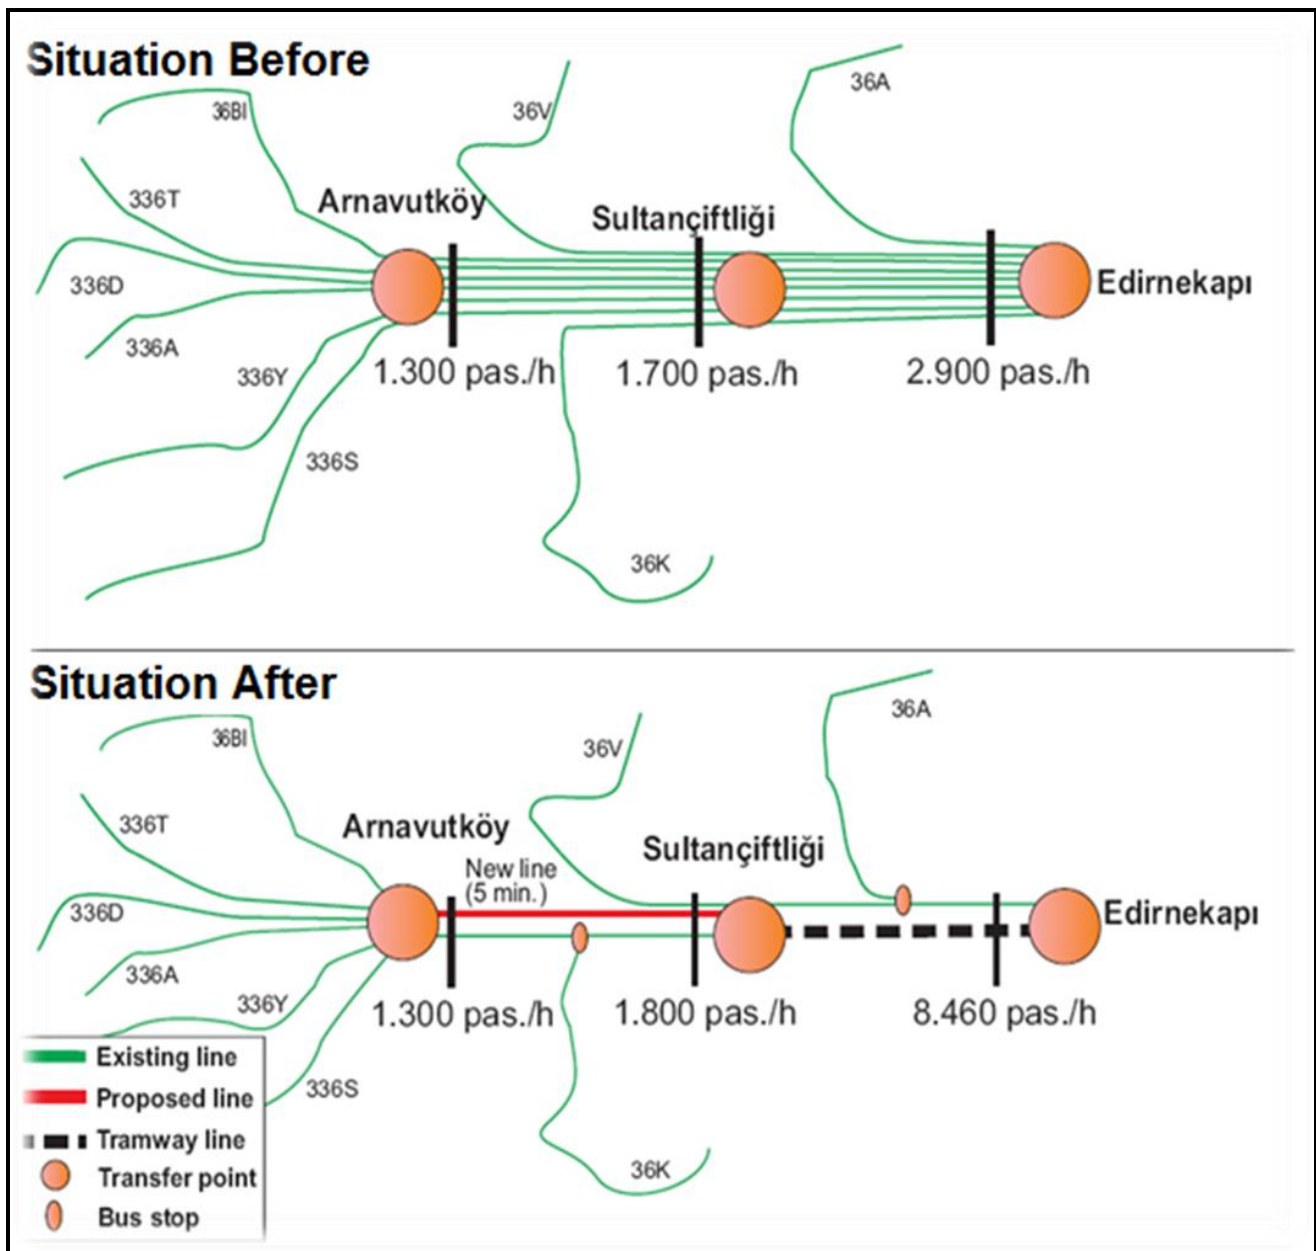 Situation Before
36BI
36V
36A
336T
Arnavutköy
Sultançiftliği
336D
Edirnekapı
336A
336Y
1.300 pas./h
1.700 pas./h
2.900 pas./h
336S
36K
Situation After
36BI
36V
36A
336T
Arnavutköy
Sultançiftliği
New line
(5 min.)
336D
Edirnekapı
336A
336Y
1.300 pas./h
1.800 pas./h
8.460 pas./h
336S
36K
Existing line
Proposed line
Tramway line
Transfer point
Bus stop